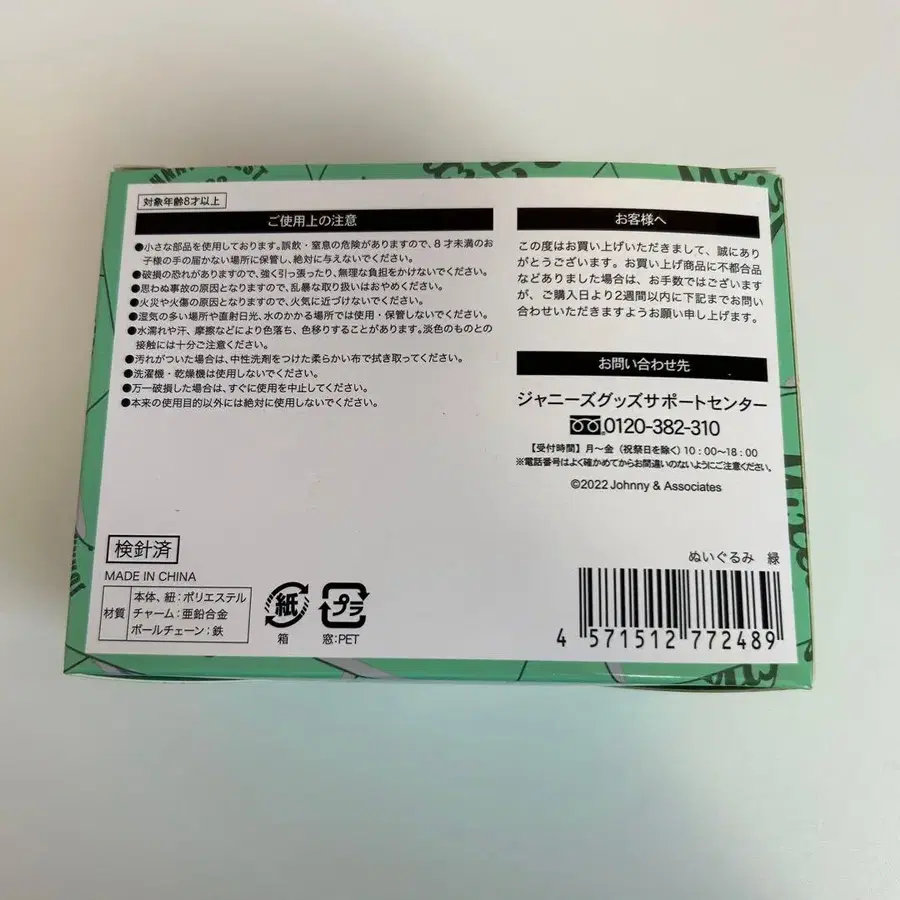 対象年齢8才以上
ご使用上の注意
●小さな部品を使用しております。誤飲・窒息の危険がありますので、8才未満のお
子様の手の届かない場所に保管し、絶対に与えないでください。
●破損の恐れがありますので、強く引っ張ったり、無理な負担をかけないでください。
●思わぬ事故の原因となりますので、乱暴な取り扱いはおやめください。
●火災や火傷の原因となりますので、火気に近づけないでください。
●湿気の多い場所や直射日光、水のかかる場所では使用・保管しないでください。
●水濡れや汗、摩擦などにより色落ち、色移りすることがあります。淡色のものとの
接触には十分ご注意ください。
●汚れがついた場合は、中性洗剤をつけた柔らかい布で拭き取ってください。
●洗濯機・乾燥機は使用しないでください。
●万一破損した場合は、すぐに使用を中止してください。
●本来の使用目的以外には絶対に使用しないでください。
お客様へ
この度はお買い上げいただきまして、誠にあり
がとうございます。お買い上げ商品に不都合品
などありました場合は、お手数ではございます
が、ご購入日より2週間以内に下記までお問い
合わせいただきますようお願い申し上げます。
お問い合わせ先
ジャニーズグッズサポートセンター
0120-382-310
【受付時間】月～金（祝祭日を除く）10：00～18：00
※電話番号はよく確かめてからお間違いのないようにご注意ください。
©2022 Johnny & Associates
検針済
MADE IN CHINA
材質
本体、紐：ポリエステル
チャーム：亜鉛合金
ボールチェーン：鉄
紙
箱
プラ
窓:PET
ぬいぐるみ 緑
4 571512 772489